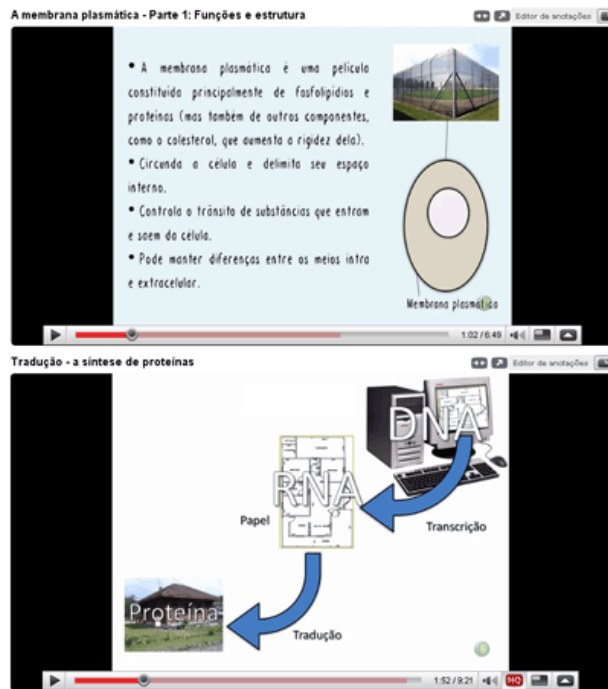 A membrana plasmática - Parte 1: Funções e estrutura
Editor de anotações
• A membrana plasmática é uma película
constituída principalmente de fosfolipídios e
proteínas (mas também de outros componentes,
como o colesterol, que aumenta a rigidez dela).
• Circunda a célula e delimita seu espaço
interno.
• Controla o trânsito de substâncias que entram
e saem da célula.
• Pode manter diferenças entre os meios intra
e extracelular.
Membrana plasmática
1:02 / 6:49
Tradução - a síntese de proteínas
Editor de anotações
DNA
RNA
Papel
Transcrição
Proteína
Tradução
1:52 / 9:21
HQ